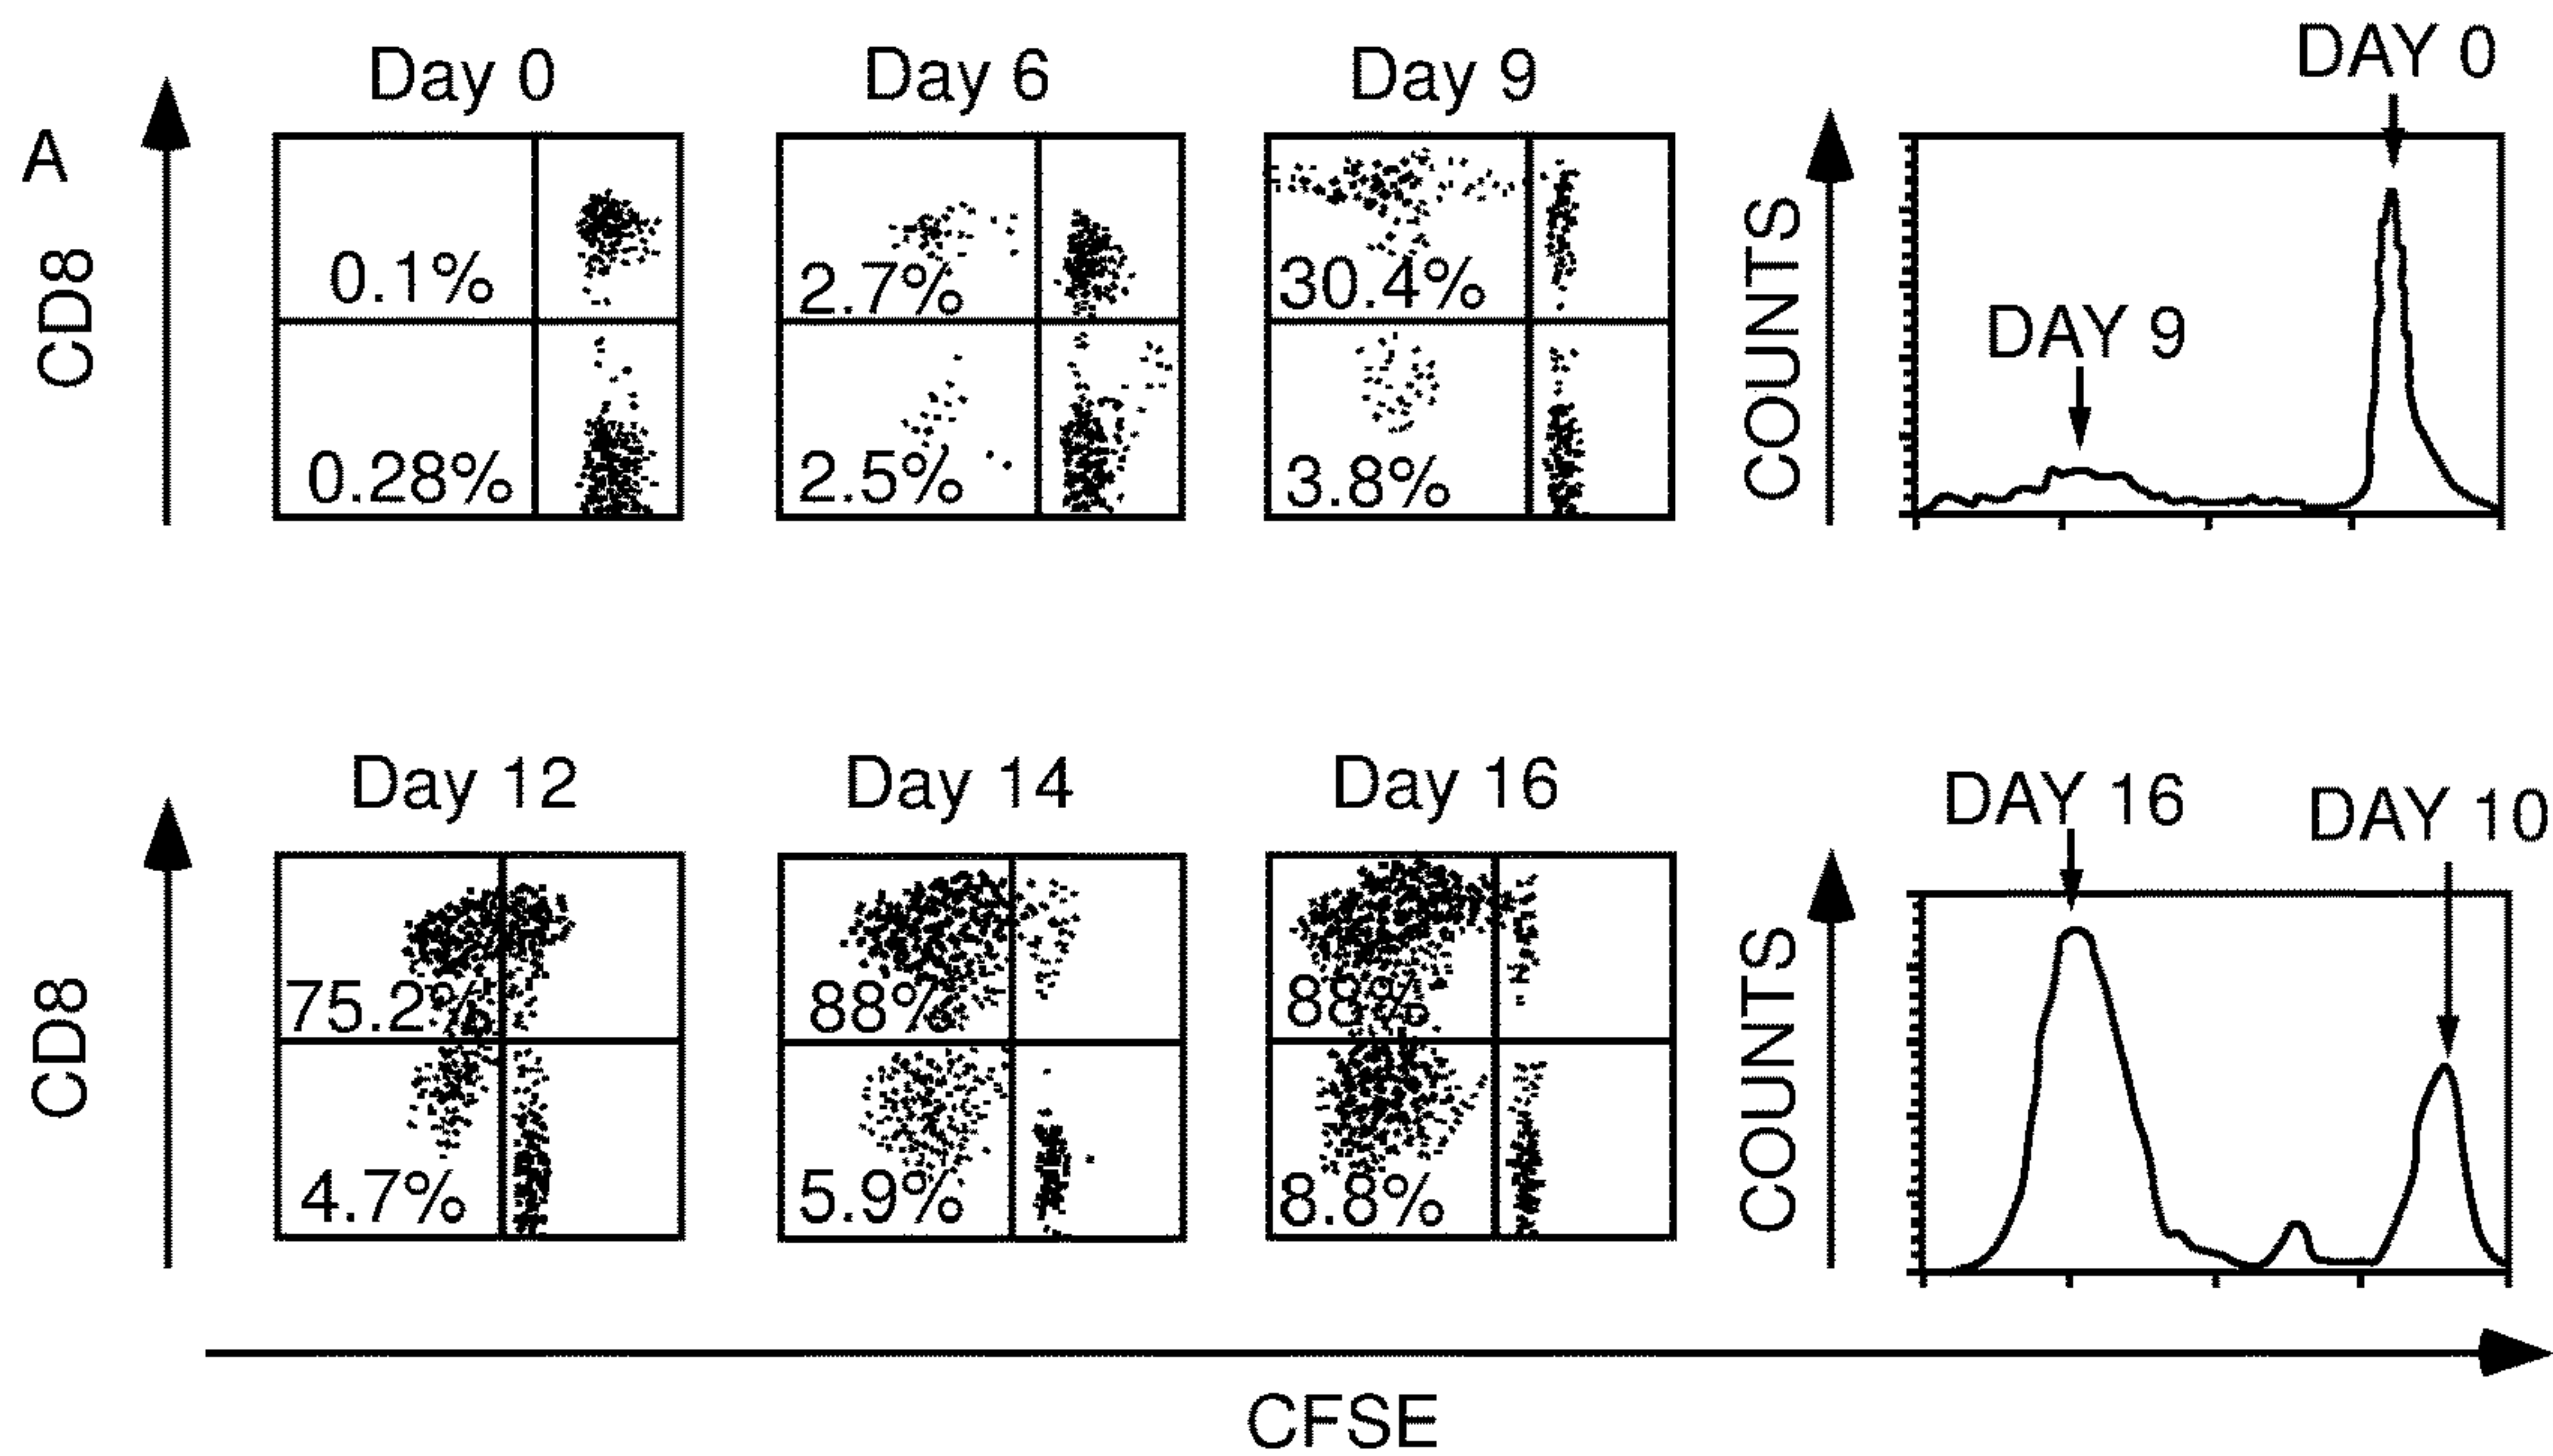 A
CD8
Day 0
0.1%
0.28%
Day 6
2.7%
2.5%
Day 9
30.4%
3.8%
COUNTS
DAY 0
DAY 9
CD8
Day 12
75.2%
4.7%
Day 14
88%
5.9%
Day 16
88%
8.8%
COUNTS
DAY 16
DAY 10
CFSE